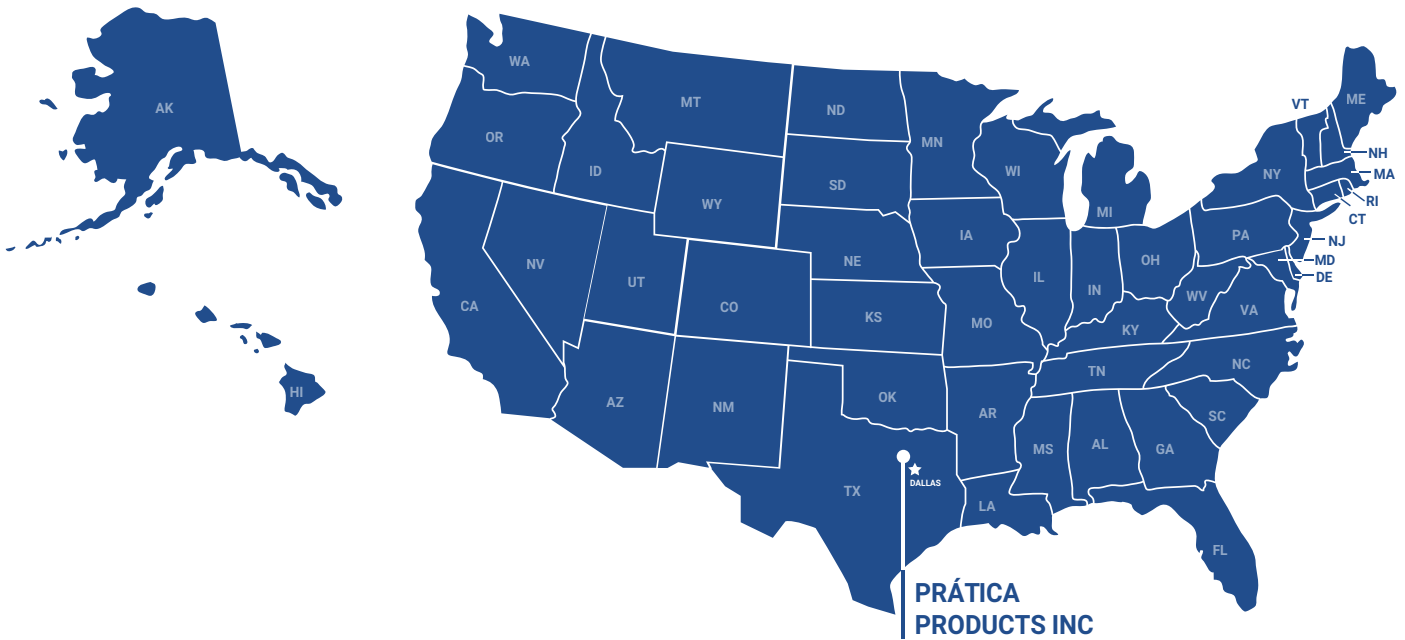 AK
HI
WA
OR
CA
ID
NV
MT
WY
UT
AZ
CO
NM
ND
SD
NE
KS
OK
TX
MN
IA
MO
AR
LA
WI
IL
MI
IN
OH
KY
TN
MS
AL
GA
FL
SC
NC
VA
WV
PA
NY
VT
ME
NH
MA
RI
CT
NJ
MD
DE
DALLAS
PRÁTICA
PRODUCTS INC